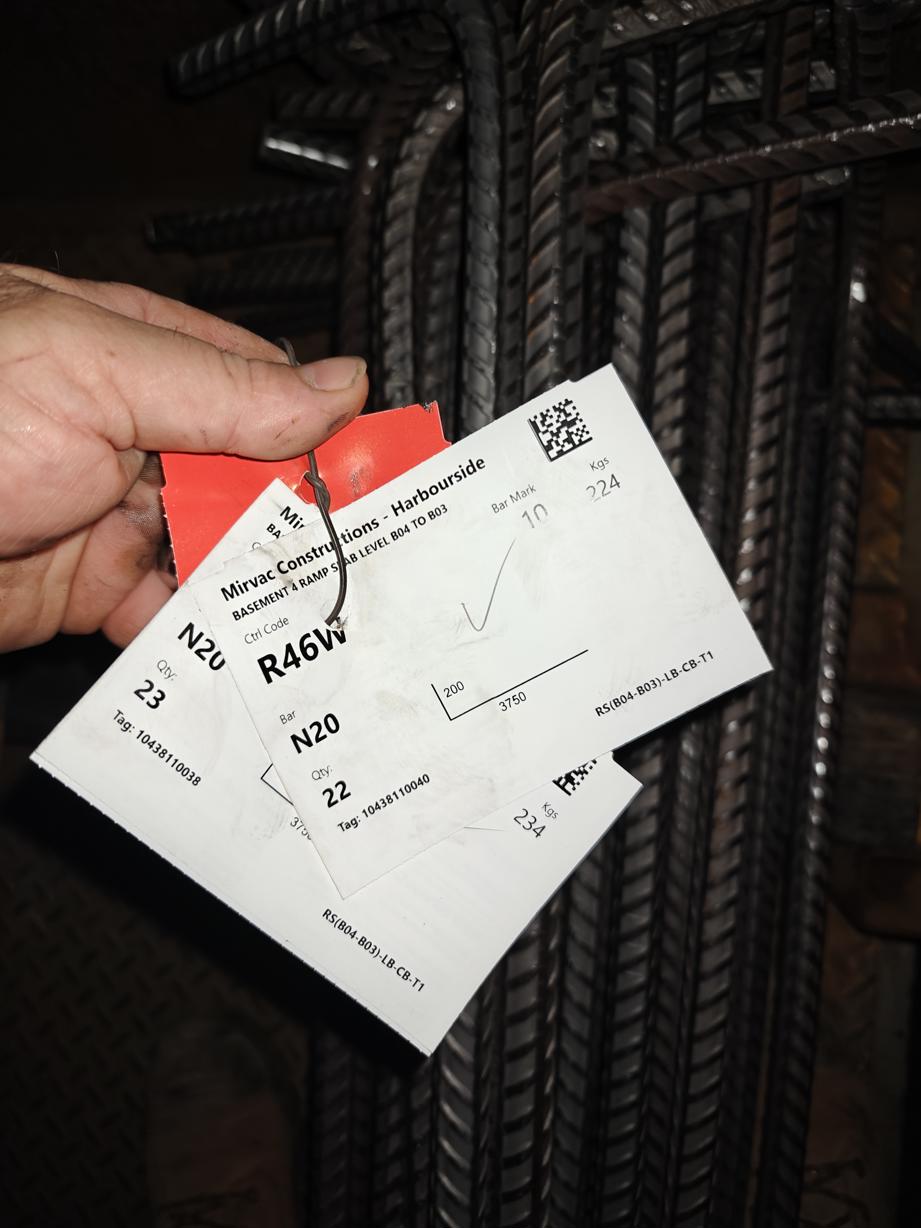 Mirvac Constructions - Harbourside
BASEMENT 4 RAMP SLAB LEVEL B04 TO B03
Ctrl Code
R46W
Bar Mark
10
Kgs
224
Bar
N20
200
3750
RS(B04-B03)-LB-CB-T1
Qty:
22
Tag: 10438110040
N20
Qty:
23
Tag: 10438110038
Kgs
234
RS(B04-B03)-LB-CB-T1